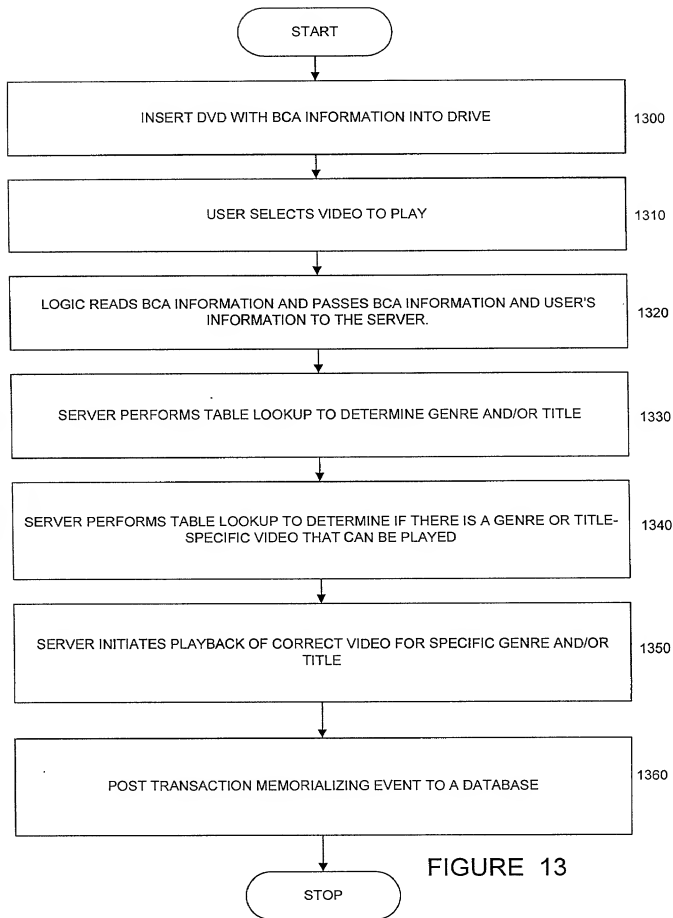 START
INSERT DVD WITH BCA INFORMATION INTO DRIVE
1300
USER SELECTS VIDEO TO PLAY
1310
LOGIC READS BCA INFORMATION AND PASSES BCA INFORMATION AND USER'S
INFORMATION TO THE SERVER.
1320
SERVER PERFORMS TABLE LOOKUP TO DETERMINE GENRE AND/OR TITLE
1330
SERVER PERFORMS TABLE LOOKUP TO DETERMINE IF THERE IS A GENRE OR TITLE-
SPECIFIC VIDEO THAT CAN BE PLAYED
1340
SERVER INITIATES PLAYBACK OF CORRECT VIDEO FOR SPECIFIC GENRE AND/OR
TITLE
1350
POST TRANSACTION MEMORIALIZING EVENT TO A DATABASE
1360
FIGURE 13
STOP